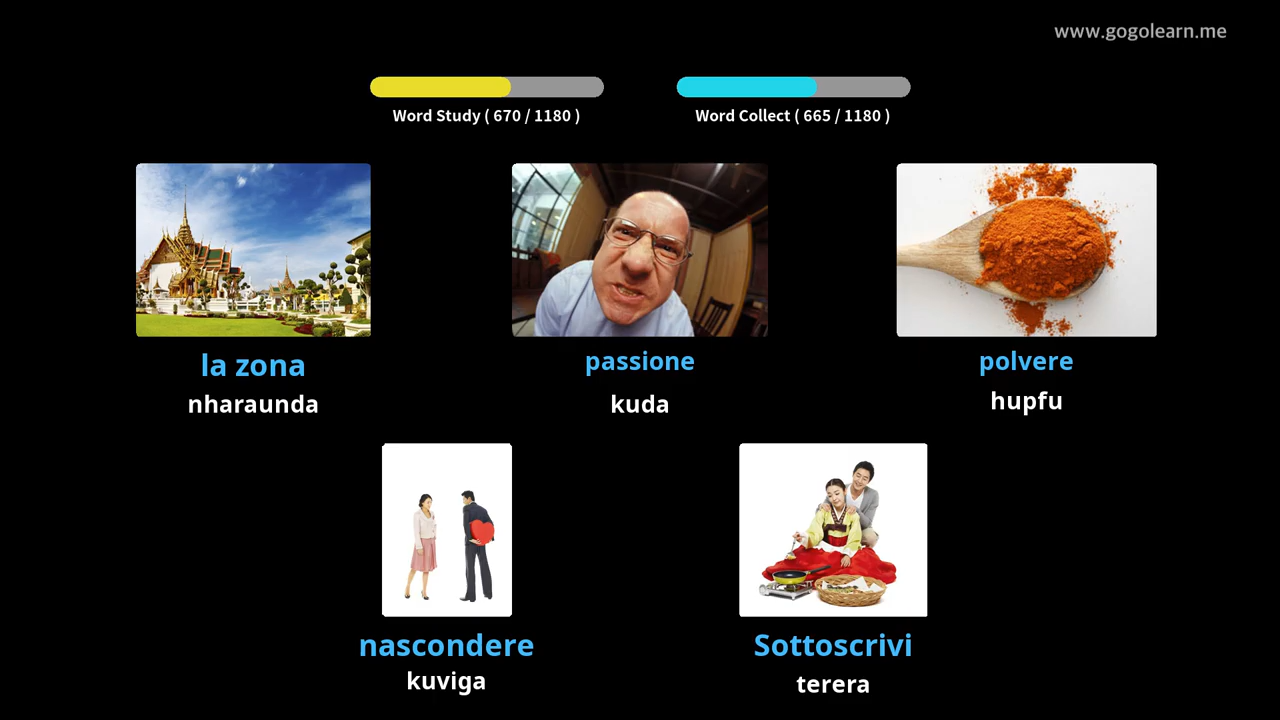 www.gogolearn.me
Word Study ( 670 / 1180 )
Word Collect ( 665 / 1180 )
la zona
nharaunda
passione
kuda
polvere
hupfu
nascondere
kuviga
Sottoscrivi
terera